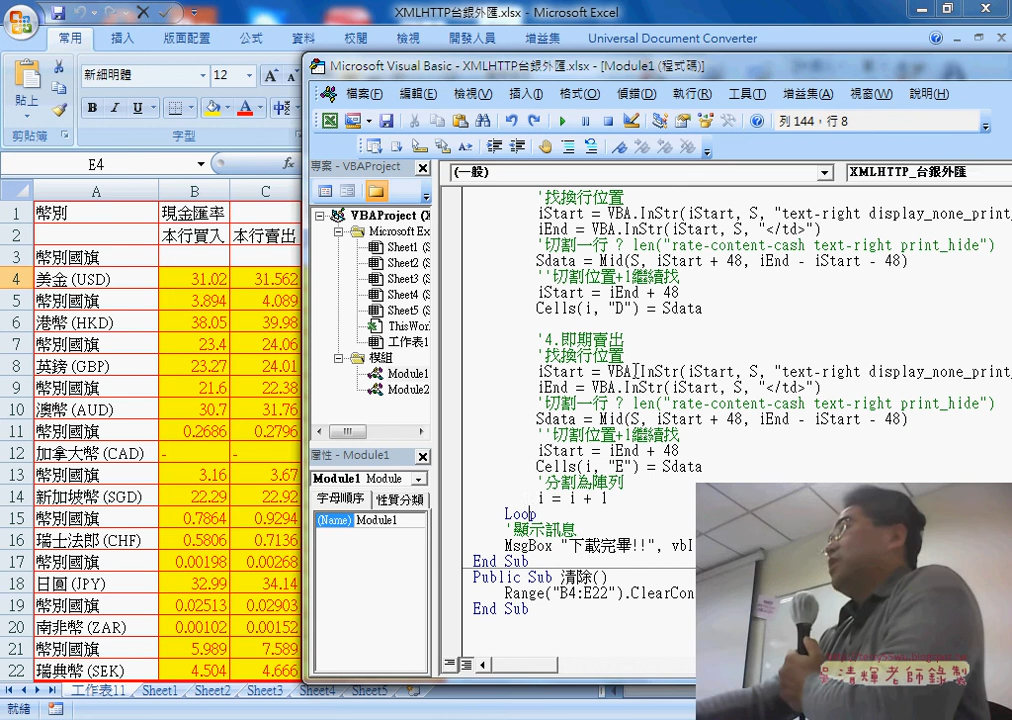 XMLHTTP台銀外匯.xlsx - Microsoft Excel
常用 插入 版面配置 公式 資料 校閱 檢視 開發人員 增益集 Universal Document Converter
新細明體 12
貼上
B I U
剪貼簿 字型
E4 fx
A B C
1 幣別 現金匯率
2 本行買入 本行賣出
3 幣別國旗
4 美金 (USD) 31.02 31.562
5 幣別國旗 3.894 4.089
6 港幣 (HKD) 38.05 39.98
7 幣別國旗 23.4 24.06
8 英鎊 (GBP) 23.27 24.01
9 幣別國旗 21.6 22.38
10 澳幣 (AUD) 30.7 31.76
11 幣別國旗 0.2686 0.2796
12 加拿大幣 (CAD) - -
13 幣別國旗 3.16 3.67
14 新加坡幣 (SGD) 22.29 22.92
15 幣別國旗 0.7864 0.9294
16 瑞士法郎 (CHF) 0.5806 0.7136
17 幣別國旗 0.00198 0.00268
18 日圓 (JPY) 32.99 34.14
19 幣別國旗 0.02513 0.02903
20 南非幣 (ZAR) 0.00102 0.00152
21 幣別國旗 5.989 7.589
22 瑞典幣 (SEK) 4.504 4.666
工作表11 Sheet1 Sheet2 Sheet3 Sheet4 Sheet5
就緒
Microsoft Visual Basic - XMLHTTP台銀外匯.xlsx - [Module1 (程式碼)]
檔案(F) 編輯(E) 檢視(V) 插入(I) 格式(O) 偵錯(D) 執行(R) 工具(T) 增益集(A) 視窗(W) 說明(H)
列 144，行 8
專案 - VBAProject
VBAProject (X
Microsoft Ex
Sheet1 (S
Sheet2 (S
Sheet3 (S
Sheet4 (S
Sheet5 (S
ThisWor
工作表1
模組
Module1
Module2
屬性 - Module1
Module1 Module
字母順序 性質分類
(Name) Module1
(一般) XMLHTTP_台銀外匯
'找換行位置
iStart = VBA.InStr(iStart, S, "text-right display_none_print_
iEnd = VBA.InStr(iStart, S, "</td>")
'切割一行 ? len("rate-content-cash text-right print_hide")
Sdata = Mid(S, iStart + 48, iEnd - iStart - 48)
''切割位置+1繼續找
iStart = iEnd + 48
Cells(i, "D") = Sdata
'4.即期賣出
'找換行位置
iStart = VBA.InStr(iStart, S, "text-right display_none_print_
iEnd = VBA.InStr(iStart, S, "</td>")
'切割一行 ? len("rate-content-cash text-right print_hide")
Sdata = Mid(S, iStart + 48, iEnd - iStart - 48)
''切割位置+1繼續找
iStart = iEnd + 48
Cells(i, "E") = Sdata
'分割為陣列
i = i + 1
Loop
'顯示訊息
MsgBox "下載完畢!!", vbI
End Sub
Public Sub 清除()
Range("B4:E22").ClearCon
End Sub
吳清輝老師錄製